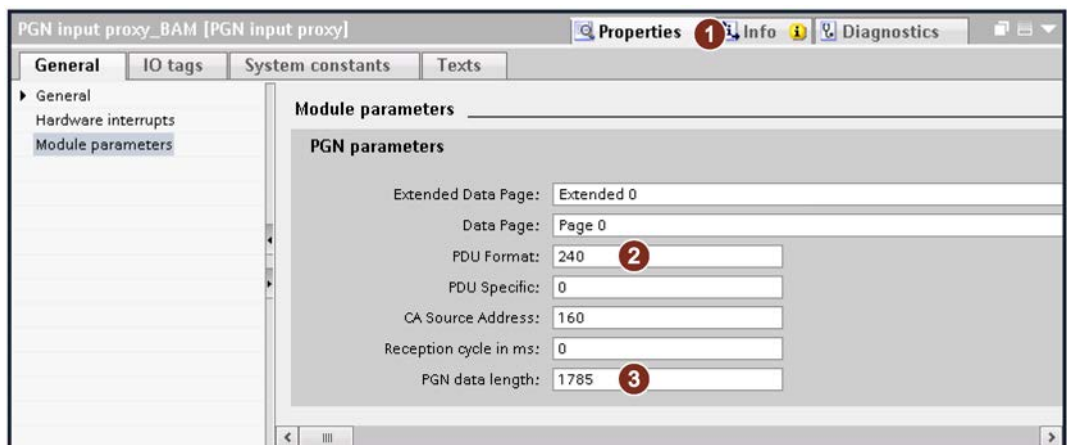 PGN input proxy_BAM [PGN input proxy]
Properties 1 Info Diagnostics
General IO tags System constants Texts
General
Hardware interrupts
Module parameters
Module parameters
PGN parameters
Extended Data Page: Extended 0
Data Page: Page 0
PDU Format: 240 2
PDU Specific: 0
CA Source Address: 160
Reception cycle in ms: 0
PGN data length: 1785 3